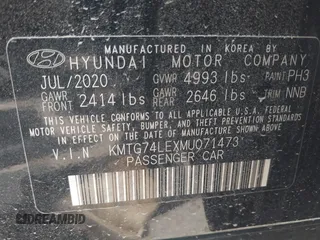 MANUFACTURED IN KOREA BY
HYUNDAI MOTOR COMPANY
JUL/2020 GVWR 4993 lbs PAINT PH3
GAWR FRONT 2414 lbs GAWR REAR 2646 lbs TRIM NNB
THIS VEHICLE CONFORMS TO ALL APPLICABLE U.S.A. FEDERAL
MOTOR VEHICLE SAFETY, BUMPER, AND THEFT PREVENTION
STANDARDS IN EFFECT ON THE DATE OF MANUFACTURE SHOWN
ABOVE.
V.I.N KMTG74LEXMU071473
PASSENGER CAR
DREAMBID